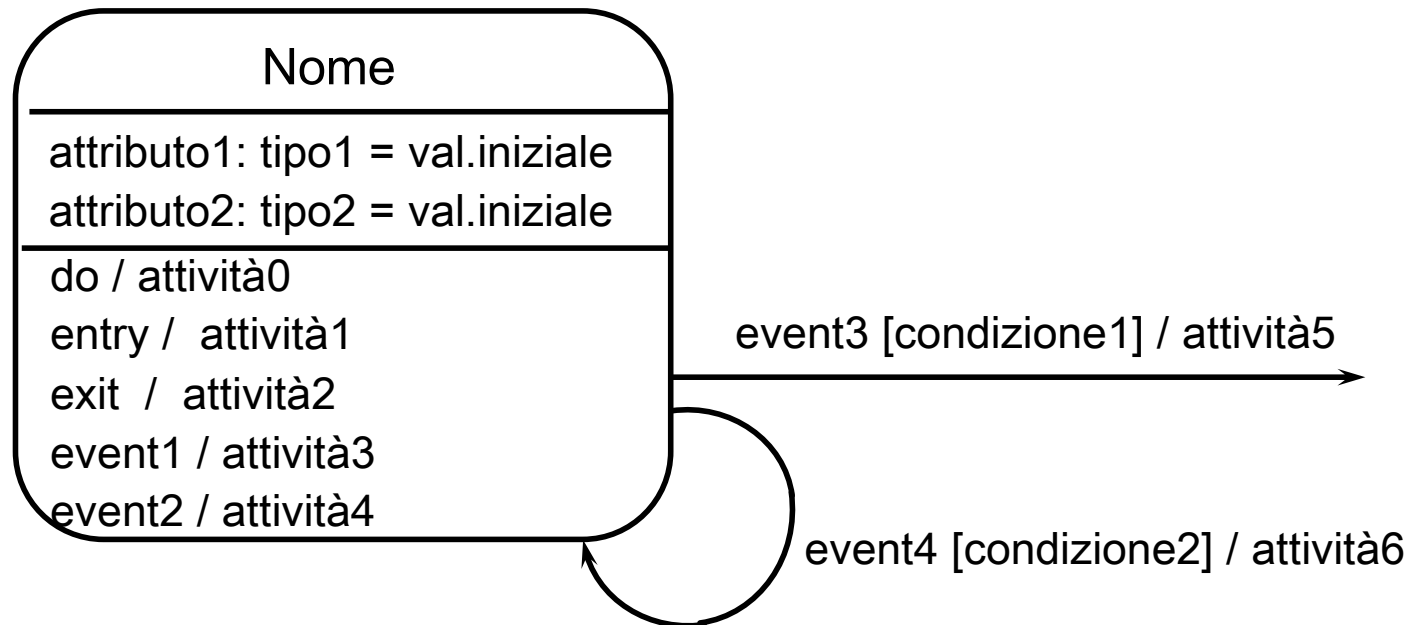 Nome
attributo1: tipo1 = val.iniziale
attributo2: tipo2 = val.iniziale
do / attività0
entry / attività1
exit / attività2
event1 / attività3
event2 / attività4
event3 [condizione1] / attività5
event4 [condizione2] / attività6